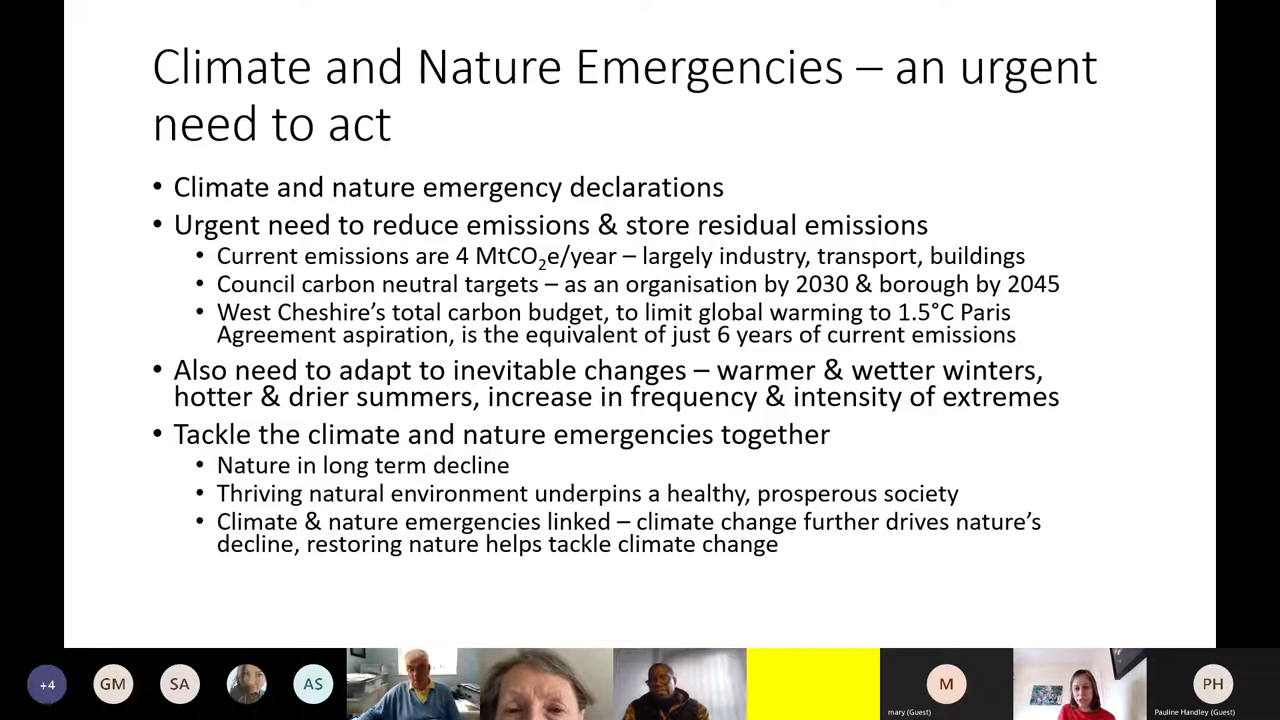 Climate and Nature Emergencies – an urgent
need to act
• Climate and nature emergency declarations
• Urgent need to reduce emissions & store residual emissions
• Current emissions are 4 MtCO₂e/year – largely industry, transport, buildings
• Council carbon neutral targets – as an organisation by 2030 & borough by 2045
• West Cheshire's total carbon budget, to limit global warming to 1.5°C Paris
Agreement aspiration, is the equivalent of just 6 years of current emissions
• Also need to adapt to inevitable changes – warmer & wetter winters,
hotter & drier summers, increase in frequency & intensity of extremes
• Tackle the climate and nature emergencies together
• Nature in long term decline
• Thriving natural environment underpins a healthy, prosperous society
• Climate & nature emergencies linked – climate change further drives nature's
decline, restoring nature helps tackle climate change
+4
GM
SA
AS
M
mary (Guest)
PH
Pauline Handley (Guest)